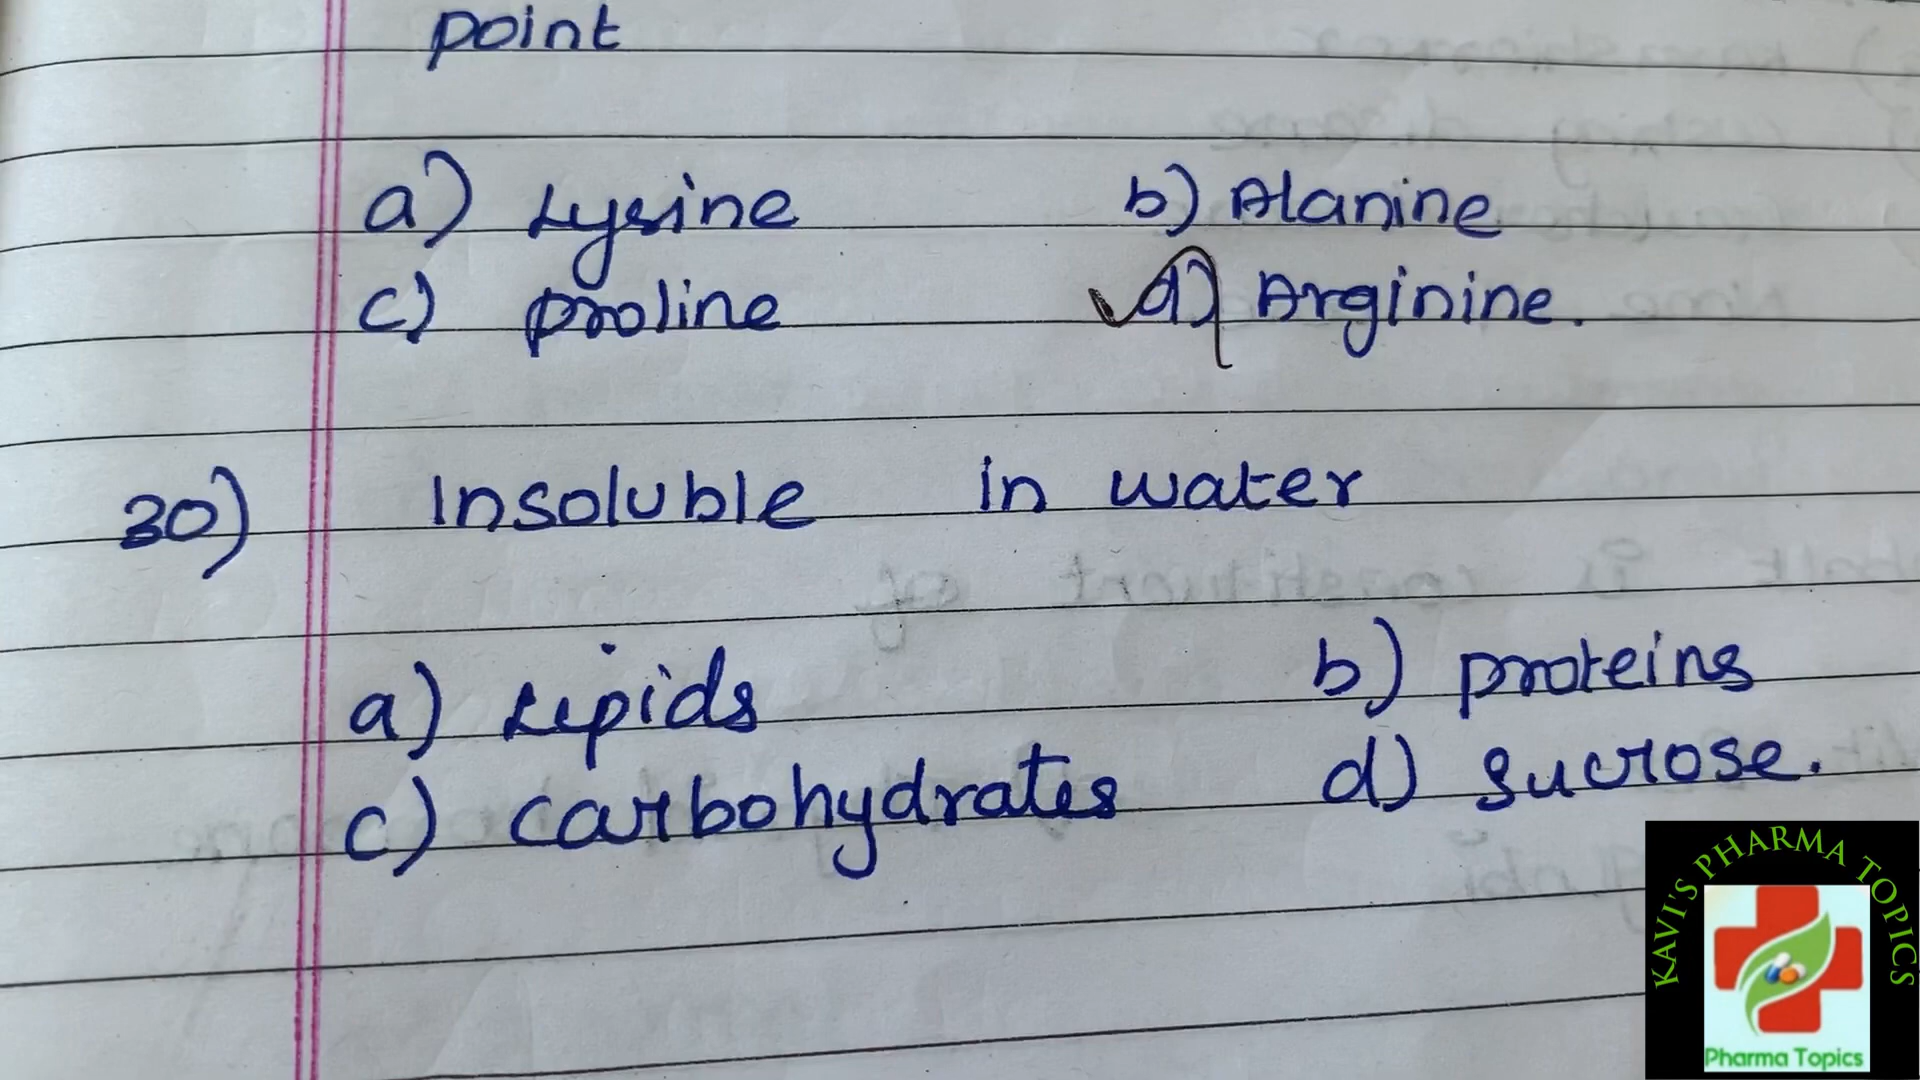 point
a) Lysine b) Alanine
c) proline d) Arginine.
30) Insoluble in water
a) Lipids b) proteins
c) carbohydrates d) sucrose.
KAVI'S PHARMA TOPICS
Pharma Topics